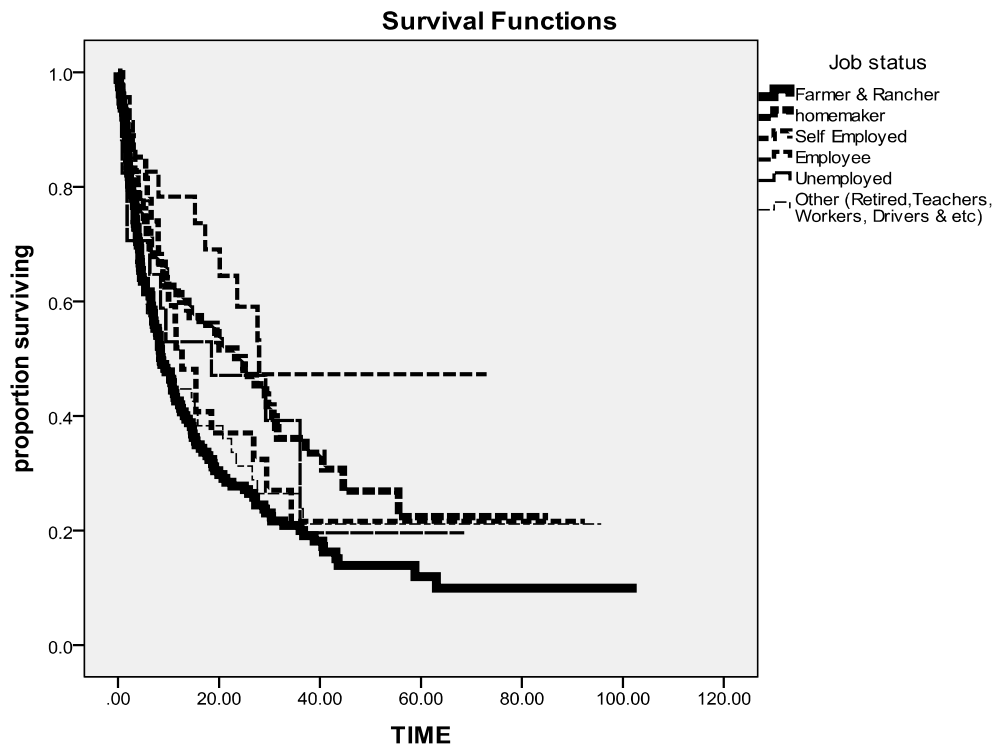 Survival Functions
Job status
Farmer & Rancher
homemaker
Self Employed
Employee
Unemployed
Other (Retired,Teachers,
Workers, Drivers & etc)
proportion surviving
1.0
0.8
0.6
0.4
0.2
0.0
.00 20.00 40.00 60.00 80.00 100.00 120.00
TIME